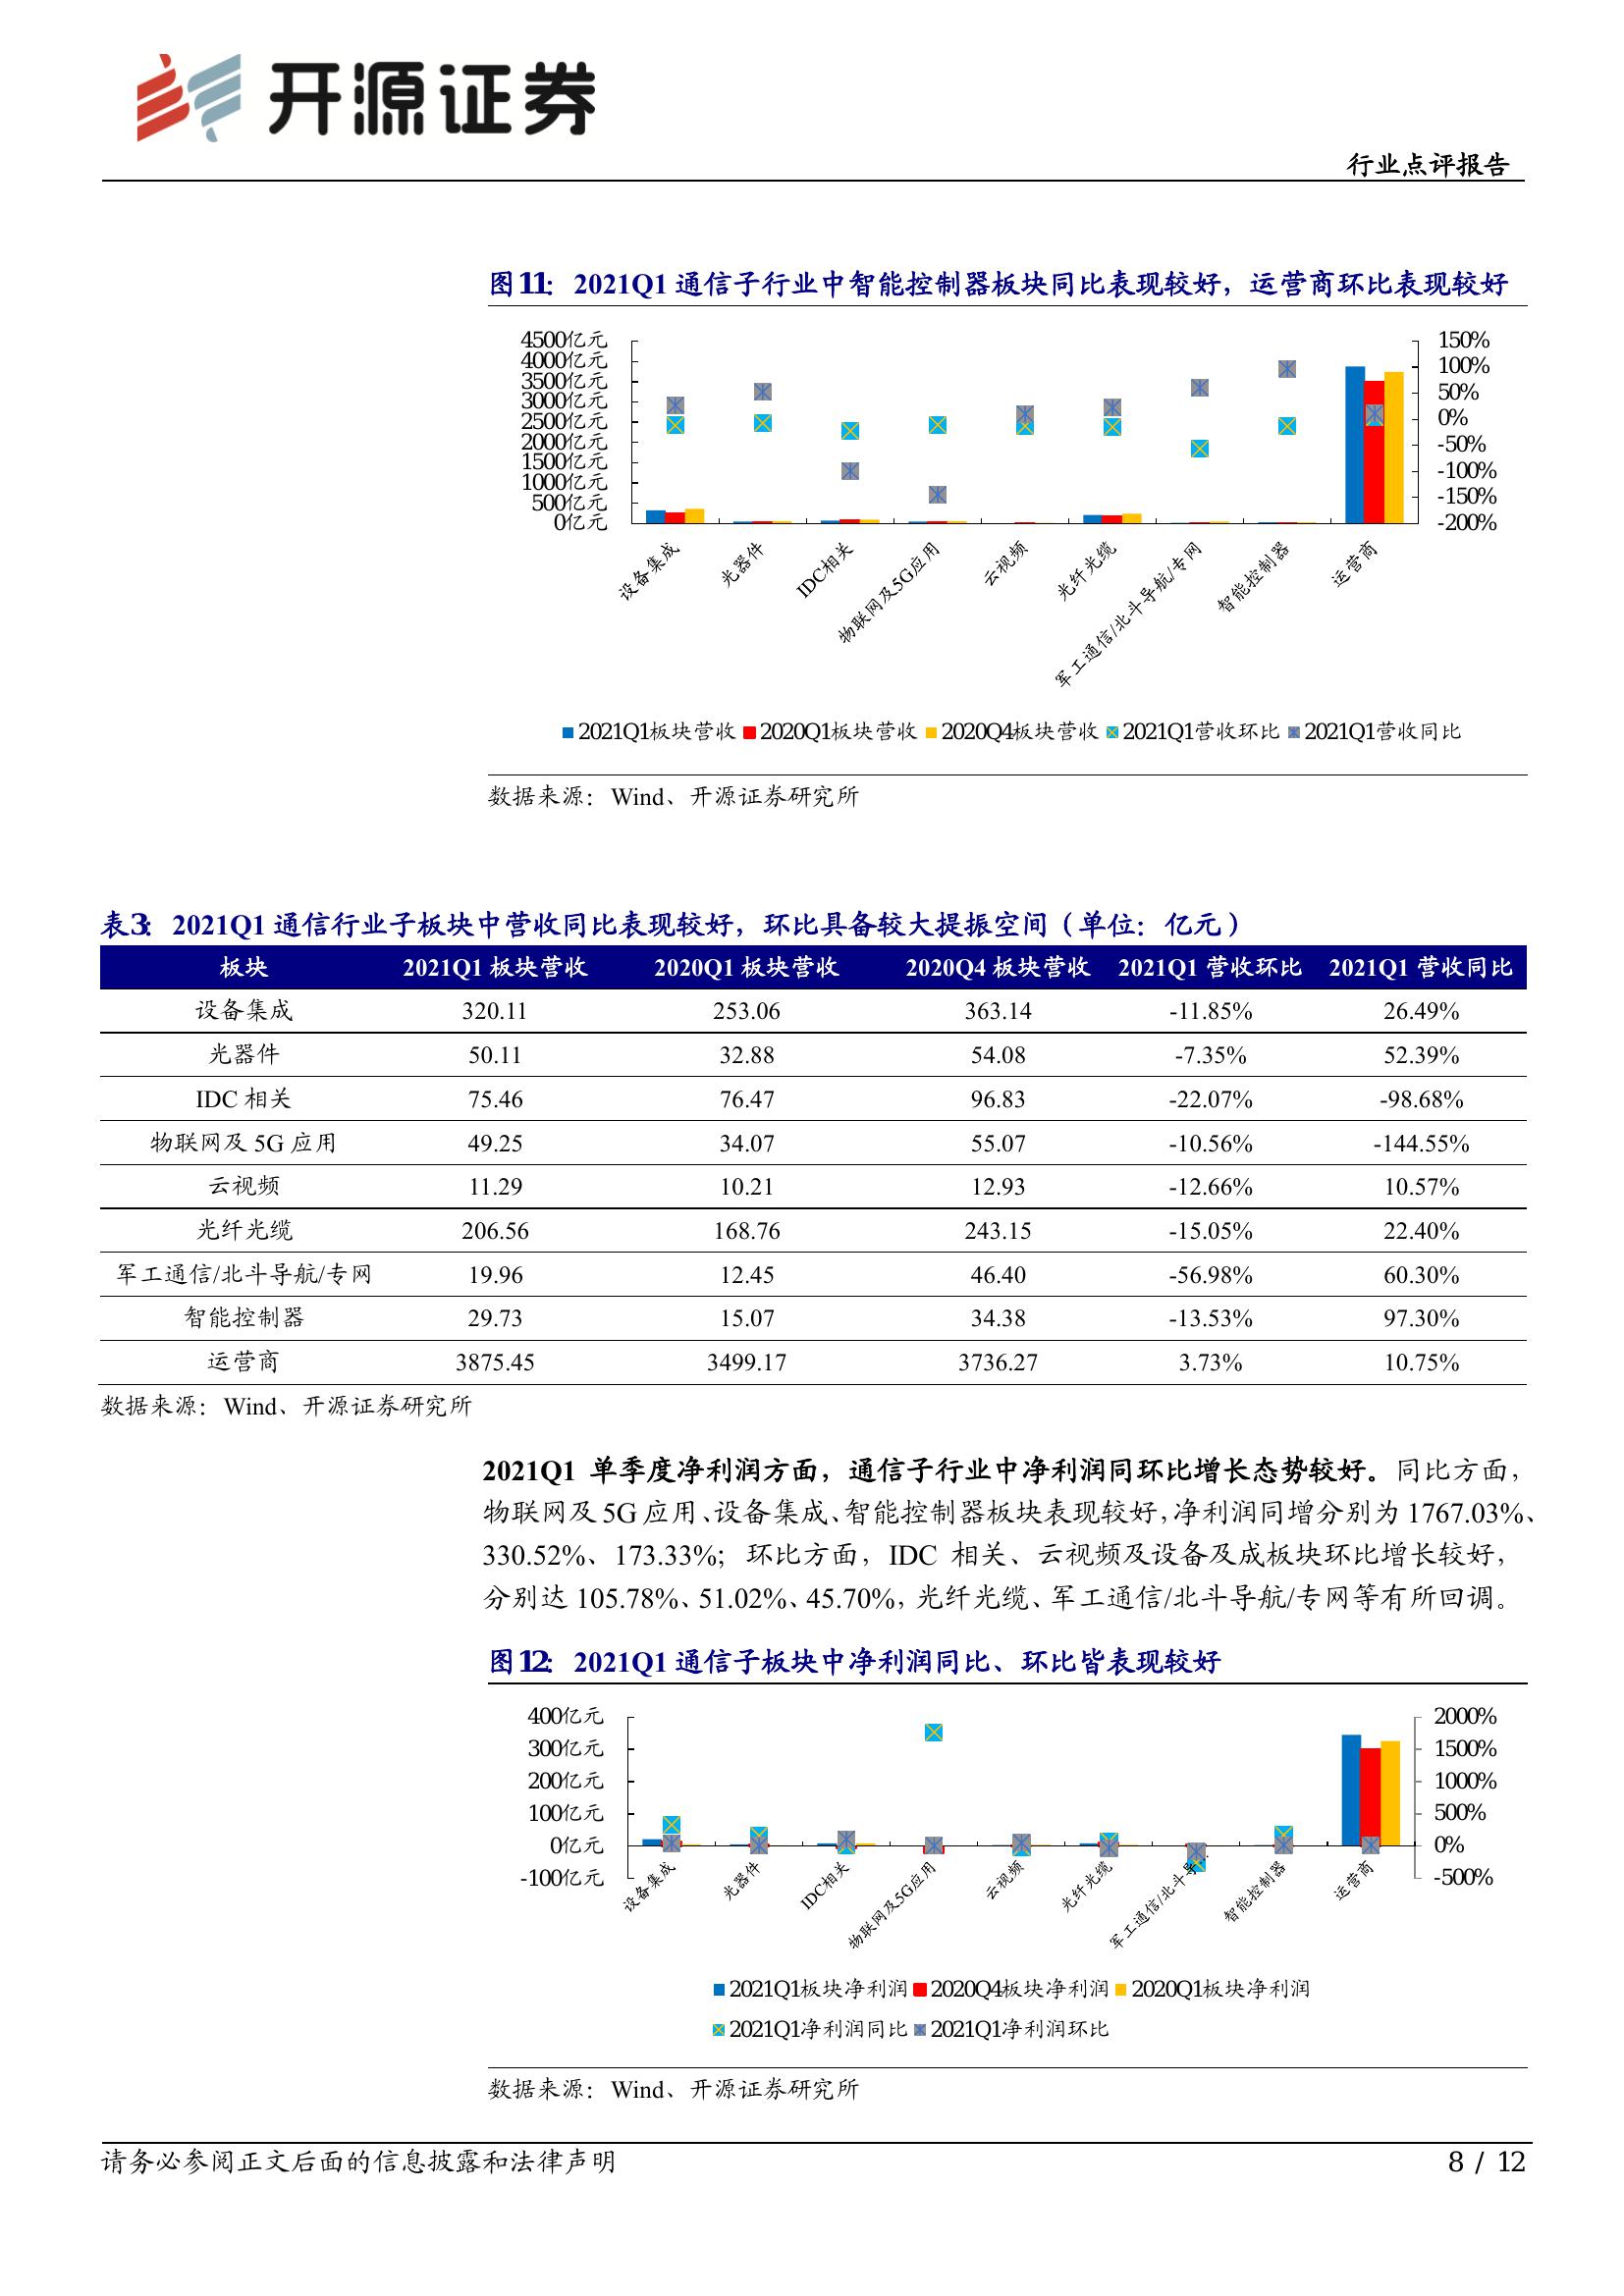 开源证券
行业点评报告
图11：2021Q1 通信子行业中智能控制器板块同比表现较好，运营商环比表现较好
4500亿元
4000亿元
3500亿元
3000亿元
2500亿元
2000亿元
1500亿元
1000亿元
500亿元
0亿元
150%
100%
50%
0%
-50%
-100%
-150%
-200%
设备集成
光器件
IDC相关
物联网及5G应用
云视频
光纤光缆
军工通信/北斗导航/专网
智能控制器
运营商
2021Q1板块营收 2020Q1板块营收 2020Q4板块营收 2021Q1营收环比 2021Q1营收同比
数据来源：Wind、开源证券研究所
表3：2021Q1 通信行业子板块中营收同比表现较好，环比具备较大提振空间（单位：亿元）
板块 2021Q1 板块营收 2020Q1 板块营收 2020Q4 板块营收 2021Q1 营收环比 2021Q1 营收同比
设备集成 320.11 253.06 363.14 -11.85% 26.49%
光器件 50.11 32.88 54.08 -7.35% 52.39%
IDC 相关 75.46 76.47 96.83 -22.07% -98.68%
物联网及 5G 应用 49.25 34.07 55.07 -10.56% -144.55%
云视频 11.29 10.21 12.93 -12.66% 10.57%
光纤光缆 206.56 168.76 243.15 -15.05% 22.40%
军工通信/北斗导航/专网 19.96 12.45 46.40 -56.98% 60.30%
智能控制器 29.73 15.07 34.38 -13.53% 97.30%
运营商 3875.45 3499.17 3736.27 3.73% 10.75%
数据来源：Wind、开源证券研究所
2021Q1 单季度净利润方面，通信子行业中净利润同环比增长态势较好。同比方面，
物联网及 5G 应用、设备集成、智能控制器板块表现较好，净利润同增分别为 1767.03%、
330.52%、173.33%；环比方面，IDC 相关、云视频及设备及成板块环比增长较好，
分别达 105.78%、51.02%、45.70%，光纤光缆、军工通信/北斗导航/专网等有所回调。
图12：2021Q1 通信子板块中净利润同比、环比皆表现较好
400亿元
300亿元
200亿元
100亿元
0亿元
-100亿元
2000%
1500%
1000%
500%
0%
-500%
设备集成
光器件
IDC相关
物联网及5G应用
云视频
光纤光缆
军工通信/北斗导…
智能控制器
运营商
2021Q1板块净利润 2020Q4板块净利润 2020Q1板块净利润
2021Q1净利润同比 2021Q1净利润环比
数据来源：Wind、开源证券研究所
请务必参阅正文后面的信息披露和法律声明
8 / 12